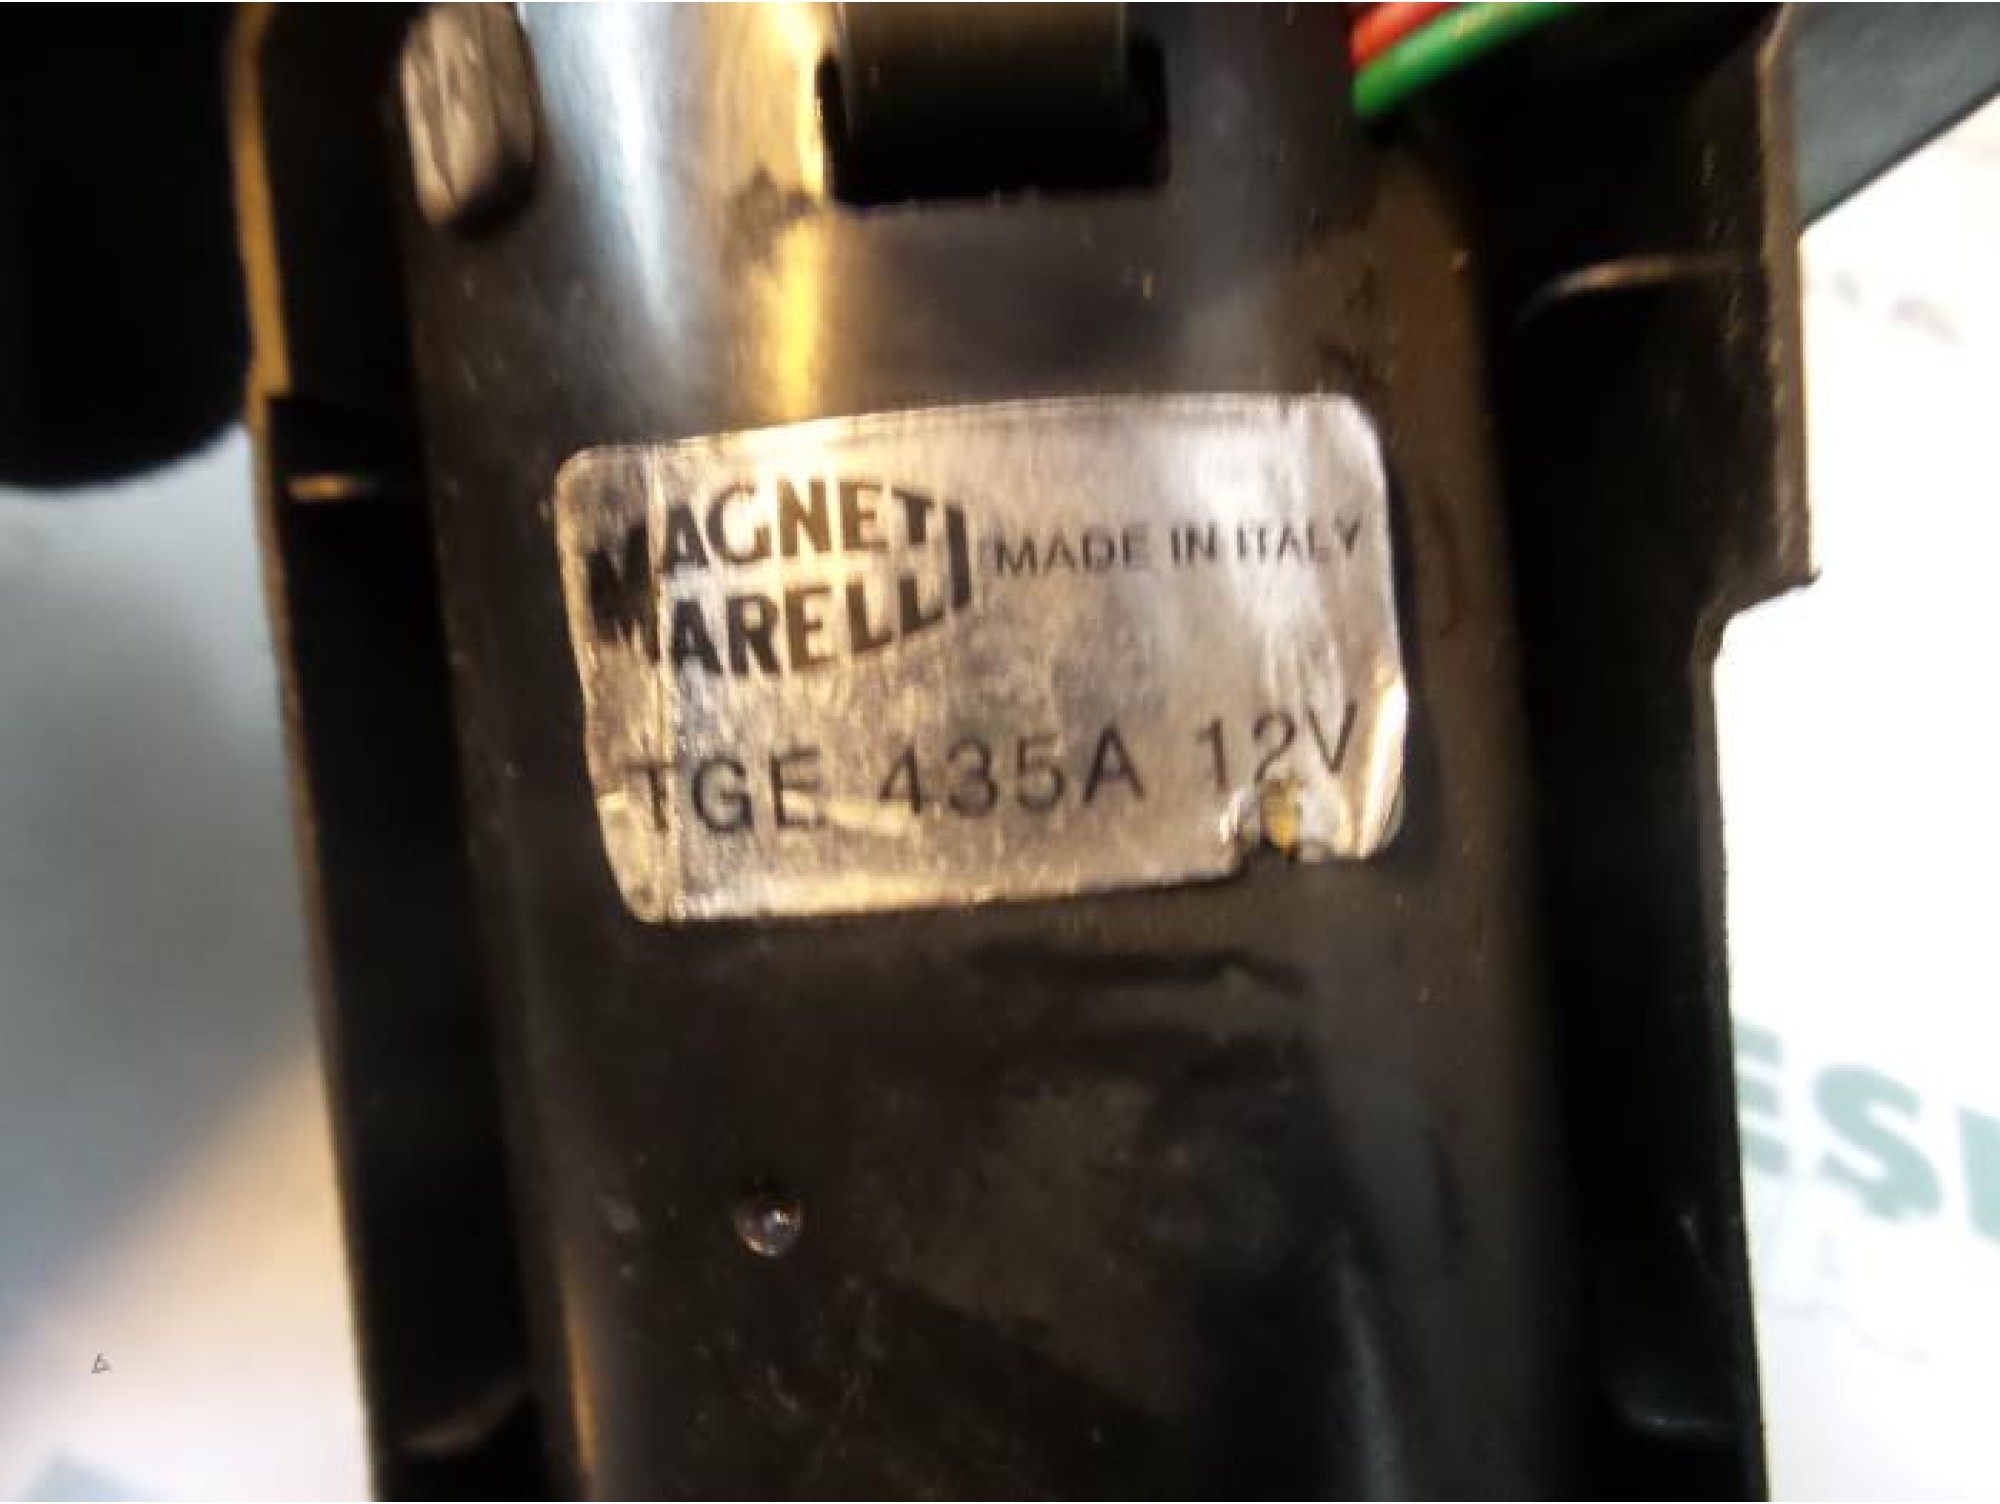 MAGNETI
MARELLI
MADE IN ITALY
TGE 435A 12V